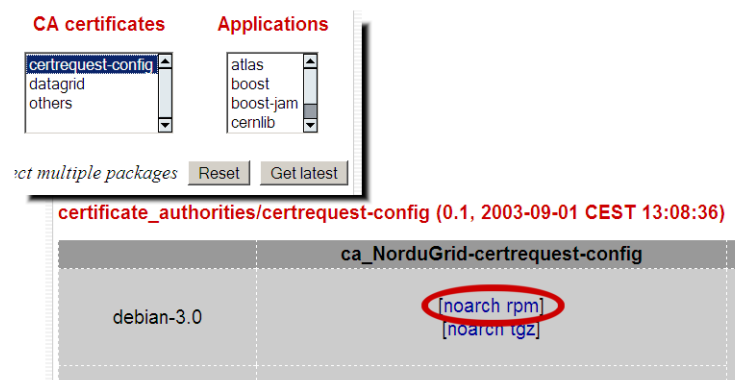 CA certificates
Applications
certrequest-config
datagrid
others
atlas
boost
boost-jam
cernlib
ect multiple packages
Reset
Get latest
certificate_authorities/certrequest-config (0.1, 2003-09-01 CEST 13:08:36)
ca_NorduGrid-certrequest-config
debian-3.0
[noarch rpm]
[noarch tgz]